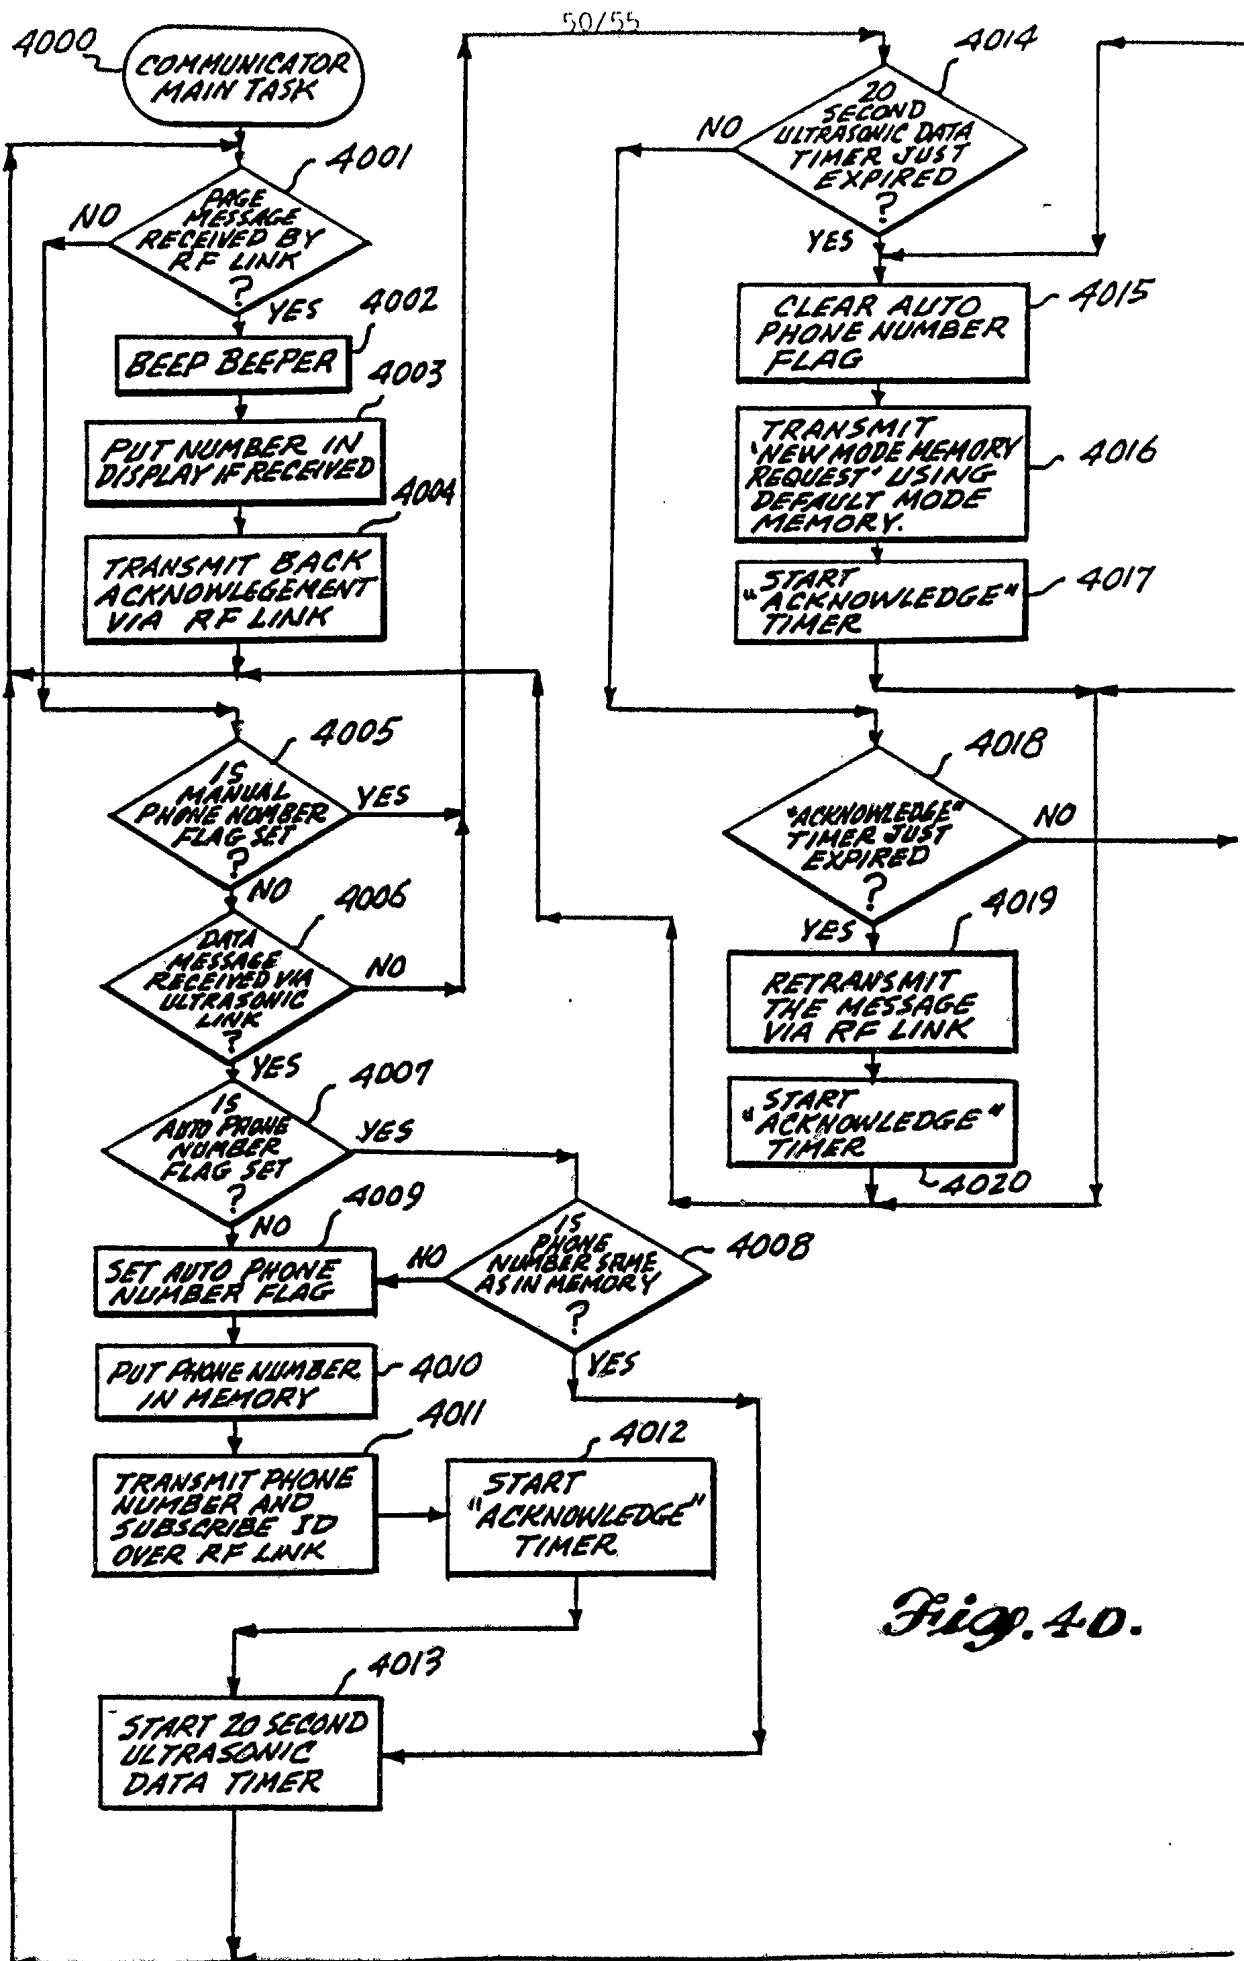 50/55
4000
COMMUNICATOR
MAIN TASK
4001
PAGE
MESSAGE
RECEIVED BY
RF LINK
?
NO
YES
4002
BEEP BEEPER
4003
PUT NUMBER IN
DISPLAY IF RECEIVED
4004
TRANSMIT BACK
ACKNOWLEGEMENT
VIA RF LINK
4005
IS
MANUAL
PHONE NUMBER
FLAG SET
?
YES
NO
4006
DATA
MESSAGE
RECEIVED VIA
ULTRASONIC
LINK
?
NO
YES
4007
IS
AUTO PHONE
NUMBER
FLAG SET
?
YES
NO
4008
IS
PHONE
NUMBER SAME
AS IN MEMORY
?
NO
YES
4009
SET AUTO PHONE
NUMBER FLAG
4010
PUT PHONE NUMBER
IN MEMORY
4011
TRANSMIT PHONE
NUMBER AND
SUBSCRIBE ID
OVER RF LINK
4012
START
"ACKNOWLEDGE"
TIMER
4013
START 20 SECOND
ULTRASONIC
DATA TIMER
4014
20
SECOND
ULTRASONIC DATA
TIMER JUST
EXPIRED
?
NO
YES
4015
CLEAR AUTO
PHONE NUMBER
FLAG
4016
TRANSMIT
"NEW MODE MEMORY
REQUEST" USING
DEFAULT MODE
MEMORY.
4017
START
"ACKNOWLEDGE"
TIMER
4018
"ACKNOWLEDGE"
TIMER JUST
EXPIRED
?
NO
YES
4019
RETRANSMIT
THE MESSAGE
VIA RF LINK
4020
START
"ACKNOWLEDGE"
TIMER
Fig. 40.